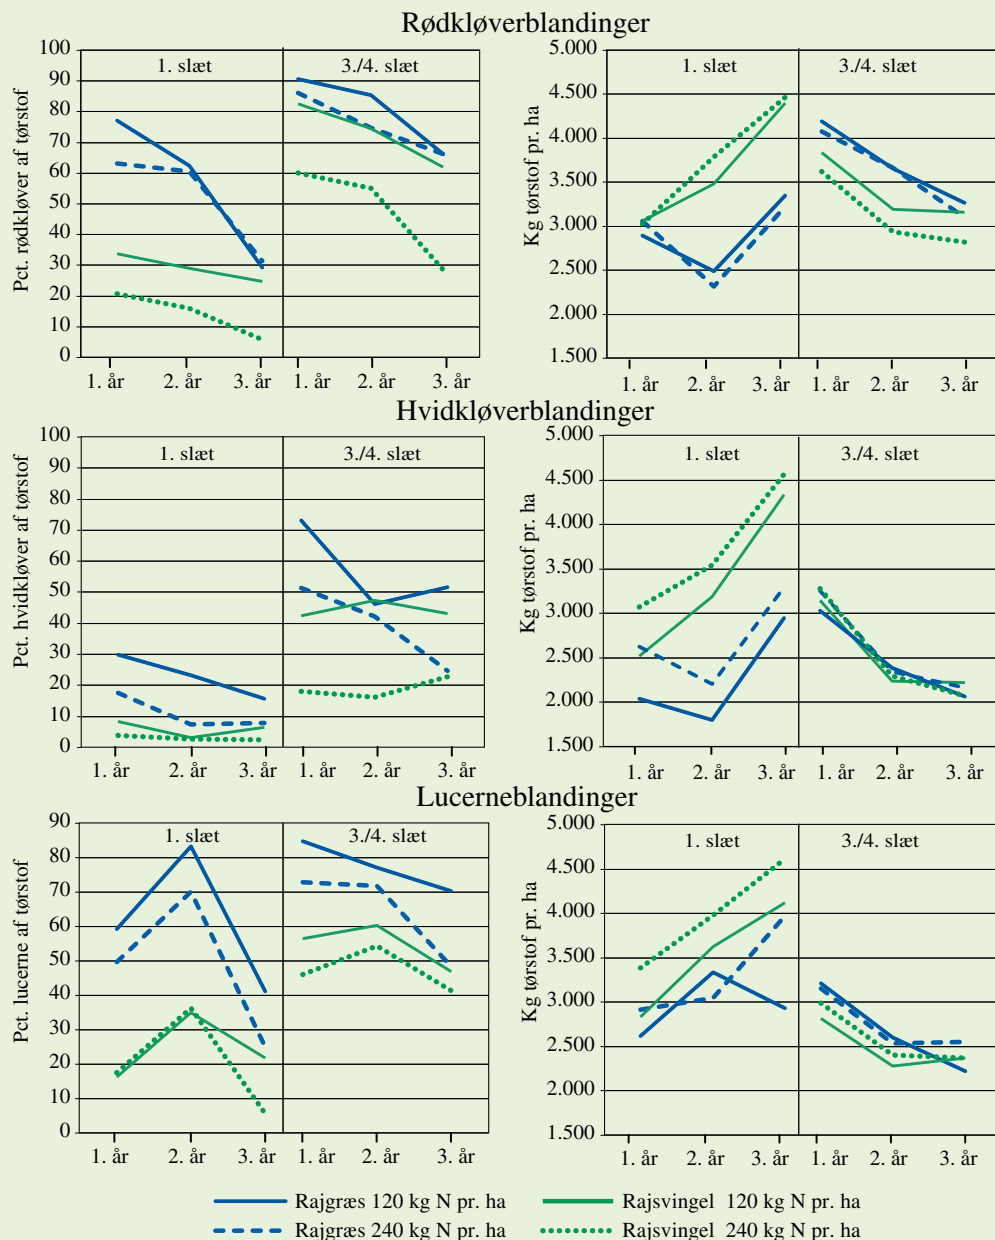 Rødkløverblandinger
Pct. rødkløver af tørstof
100
90
80
70
60
50
40
30
20
10
0
1. slæt
3./4. slæt
1. år
2. år
3. år
1. år
2. år
3. år
Kg tørstof pr. ha
5.000
4.500
4.000
3.500
3.000
2.500
2.000
1.500
1. slæt
3./4. slæt
1. år
2. år
3. år
1. år
2. år
3. år
Hvidkløverblandinger
Pct. hvidkløver af tørstof
100
90
80
70
60
50
40
30
20
10
0
1. slæt
3./4. slæt
1. år
2. år
3. år
1. år
2. år
3. år
Kg tørstof pr. ha
5.000
4.500
4.000
3.500
3.000
2.500
2.000
1.500
1. slæt
3./4. slæt
1. år
2. år
3. år
1. år
2. år
3. år
Lucerneblandinger
Pct. lucerne af tørstof
90
80
70
60
50
40
30
20
10
0
1. slæt
3./4. slæt
1. år
2. år
3. år
1. år
2. år
3. år
Kg tørstof pr. ha
5.000
4.500
4.000
3.500
3.000
2.500
2.000
1.500
1. slæt
3./4. slæt
1. år
2. år
3. år
1. år
2. år
3. år
Rajgræs 120 kg N pr. ha
Rajsvingel 120 kg N pr. ha
Rajgræs 240 kg N pr. ha
Rajsvingel 240 kg N pr. ha